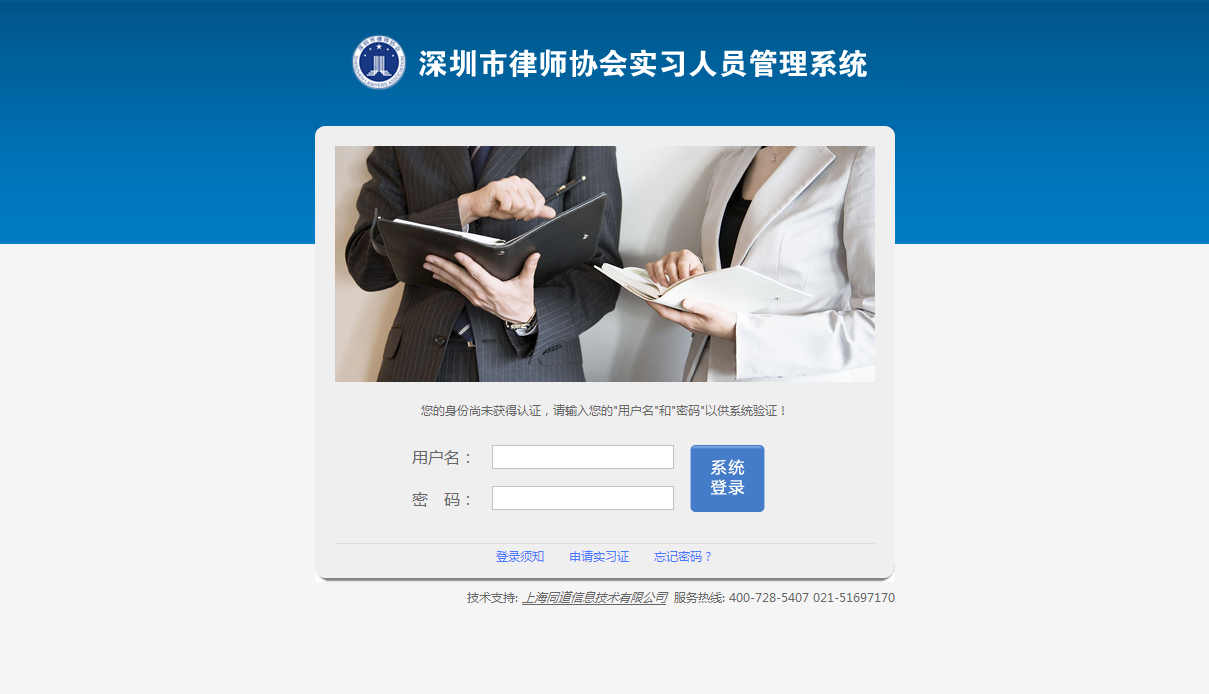 深圳市律师协会实习人员管理系统
您的身份尚未获得认证，请输入您的"用户名"和"密码"以供系统验证！
用户名：
密 码：
系统
登录
登录须知 申请实习证 忘记密码？
技术支持: 上海同道信息技术有限公司 服务热线: 400-728-5407 021-51697170